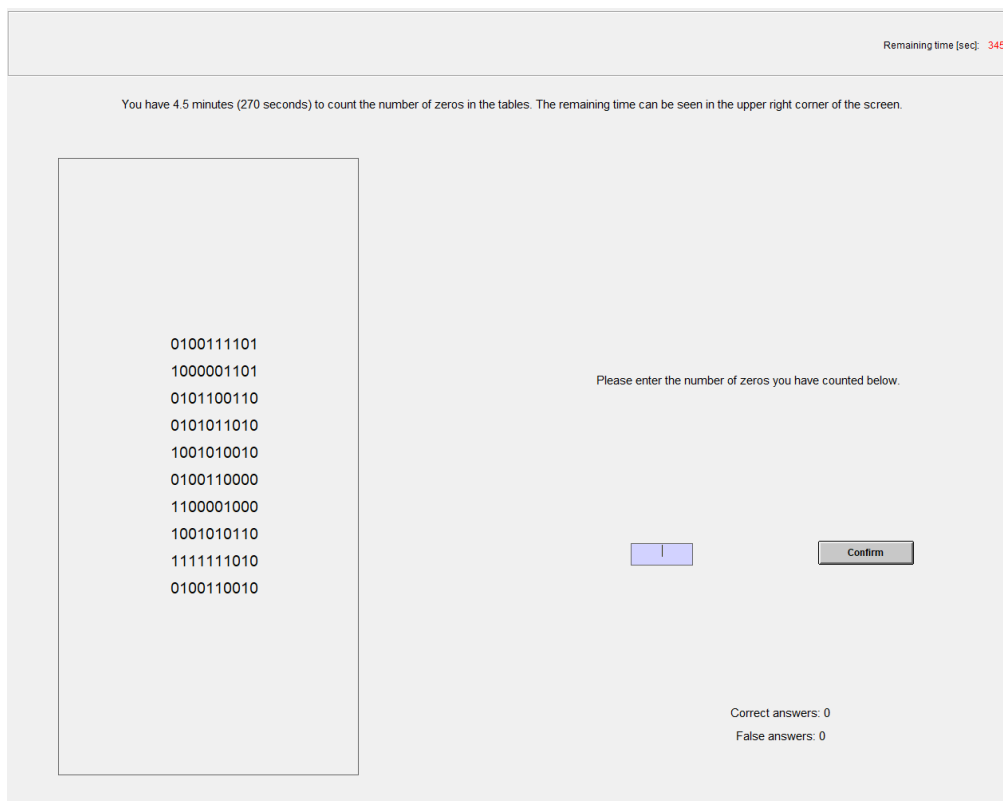 Remaining time [sec]: 345
You have 4.5 minutes (270 seconds) to count the number of zeros in the tables. The remaining time can be seen in the upper right corner of the screen.
0100111101
1000001101
Please enter the number of zeros you have counted below.
0101100110
0101011010
1001010010
0100110000
1100001000
1001010110
Confirm
1111111010
0100110010
Correct answers: 0
False answers: 0